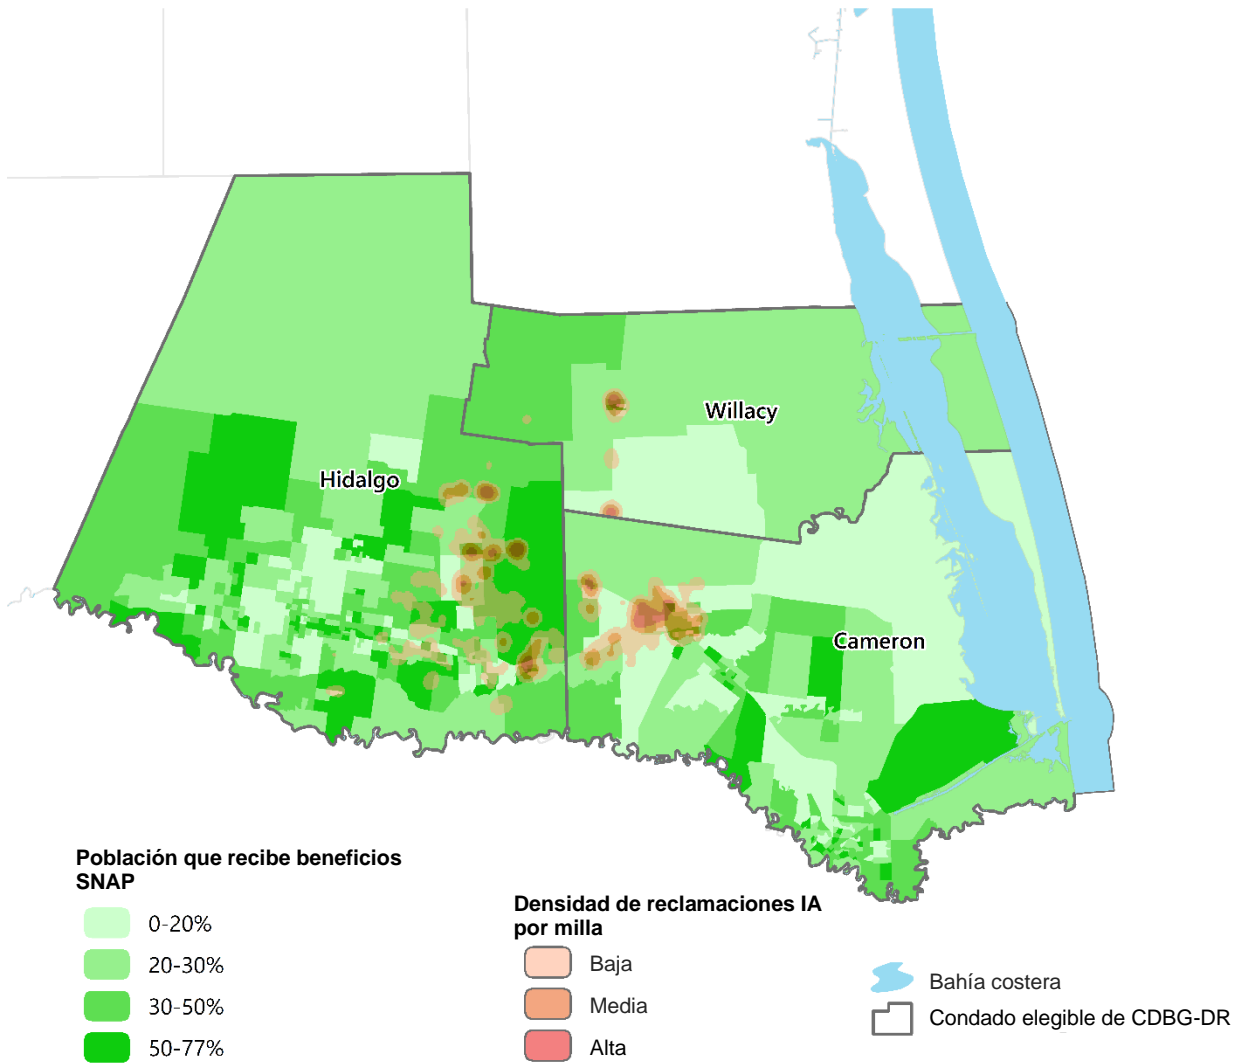 Willacy
Hidalgo
Cameron
Población que recibe beneficios
SNAP
0-20%
20-30%
30-50%
50-77%
Densidad de reclamaciones IA
por milla
Baja
Media
Alta
Bahía costera
Condado elegible de CDBG-DR